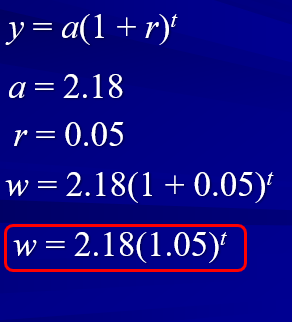 y = a(1 + r)ᵗ
a = 2.18
r = 0.05
w = 2.18(1 + 0.05)ᵗ
w = 2.18(1.05)ᵗ